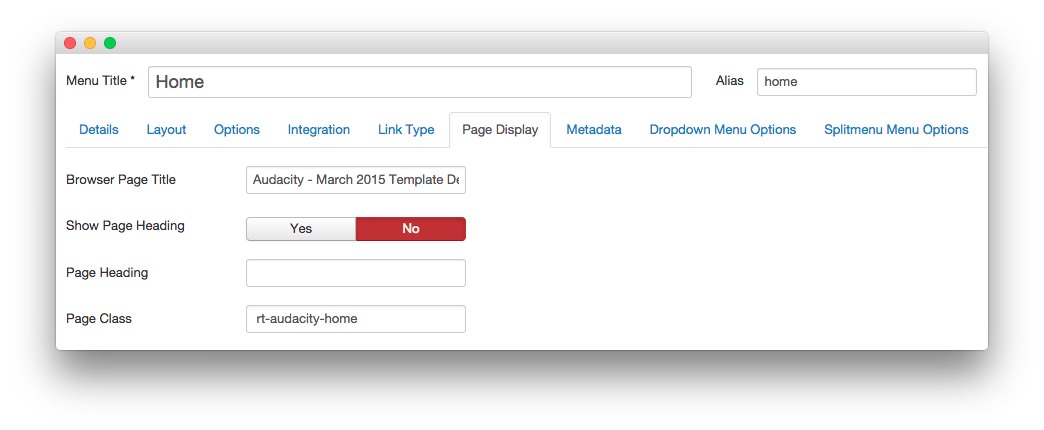 Menu Title * Home Alias home
Details Layout Options Integration Link Type Page Display Metadata Dropdown Menu Options Splitmenu Menu Options
Browser Page Title Audacity - March 2015 Template De
Show Page Heading Yes No
Page Heading
Page Class rt-audacity-home